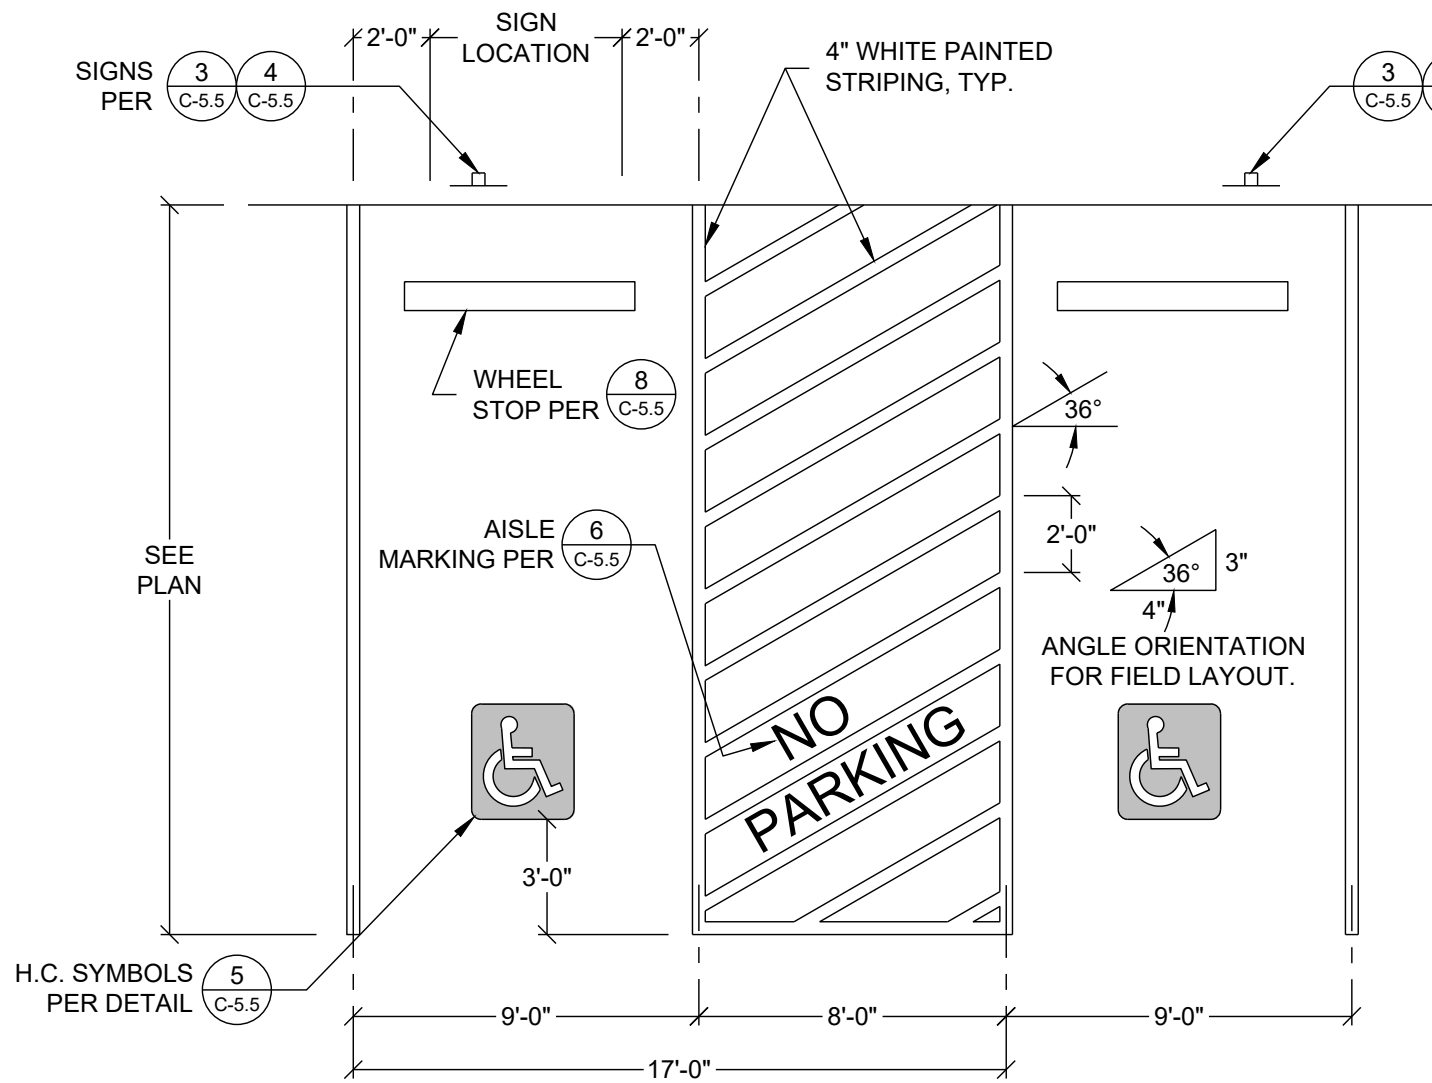 2'-0"
SIGN
LOCATION
2'-0"
SIGNS
PER
3
C-5.5
4
C-5.5
4" WHITE PAINTED
STRIPING, TYP.
3
C-5.5
WHEEL
STOP PER
8
C-5.5
36°
AISLE
MARKING PER
6
C-5.5
2'-0"
SEE
PLAN
36°
3"
4"
ANGLE ORIENTATION
FOR FIELD LAYOUT.
NO
PARKING
3'-0"
H.C. SYMBOLS
PER DETAIL
5
C-5.5
9'-0"
8'-0"
9'-0"
17'-0"